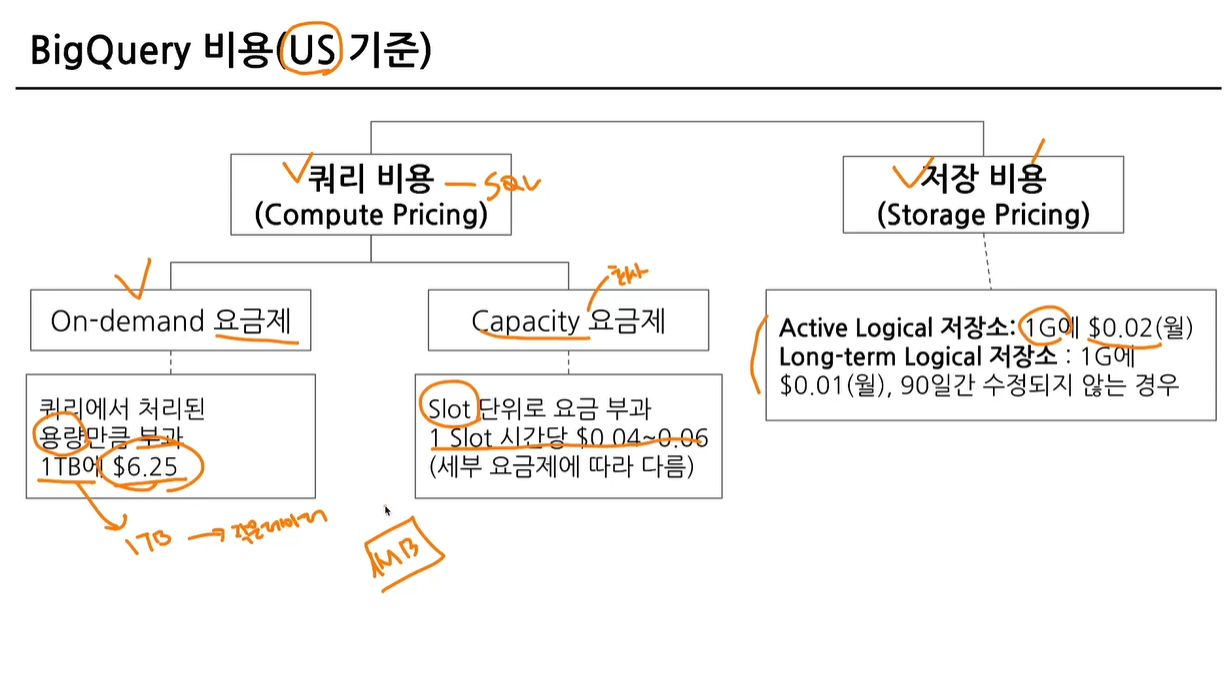 BigQuery 비용(US 기준)
쿼리 비용 — SQL
(Compute Pricing)
저장 비용
(Storage Pricing)
회사
On-demand 요금제
Capacity 요금제
쿼리에서 처리된
용량만큼 부과
1TB에 $6.25
Slot 단위로 요금 부과
1 Slot 시간당 $0.04~0.06
(세부 요금제에 따라 다름)
Active Logical 저장소: 1G에 $0.02(월)
Long-term Logical 저장소 : 1G에
$0.01(월), 90일간 수정되지 않는 경우
1TB → 작은데이터
1MB